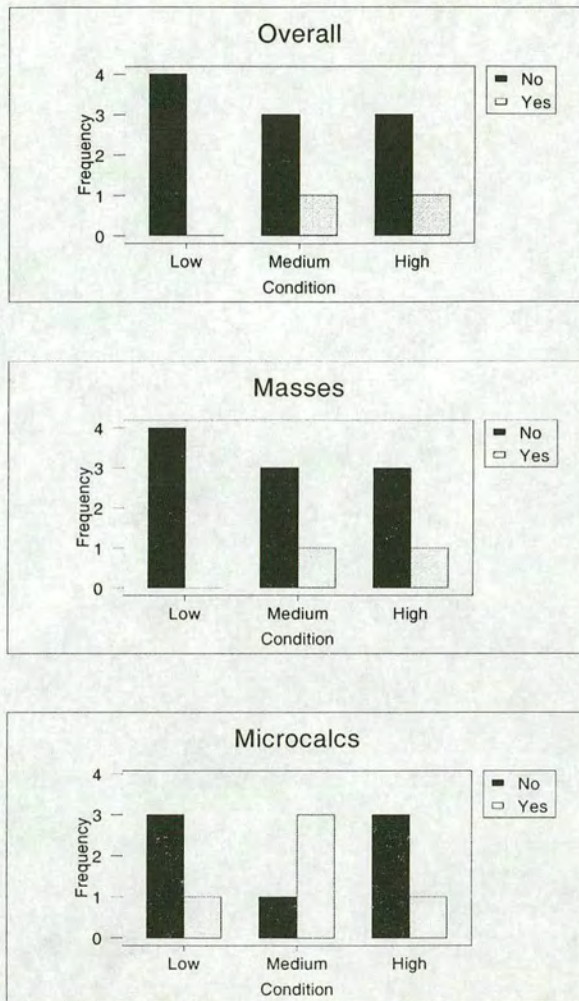 Overall
No
Yes
4
3
2
1
0
Frequency
Low Medium High
Condition
Masses
No
Yes
4
3
2
1
0
Frequency
Low Medium High
Condition
Microcalcs
No
Yes
4
3
2
1
0
Frequency
Low Medium High
Condition